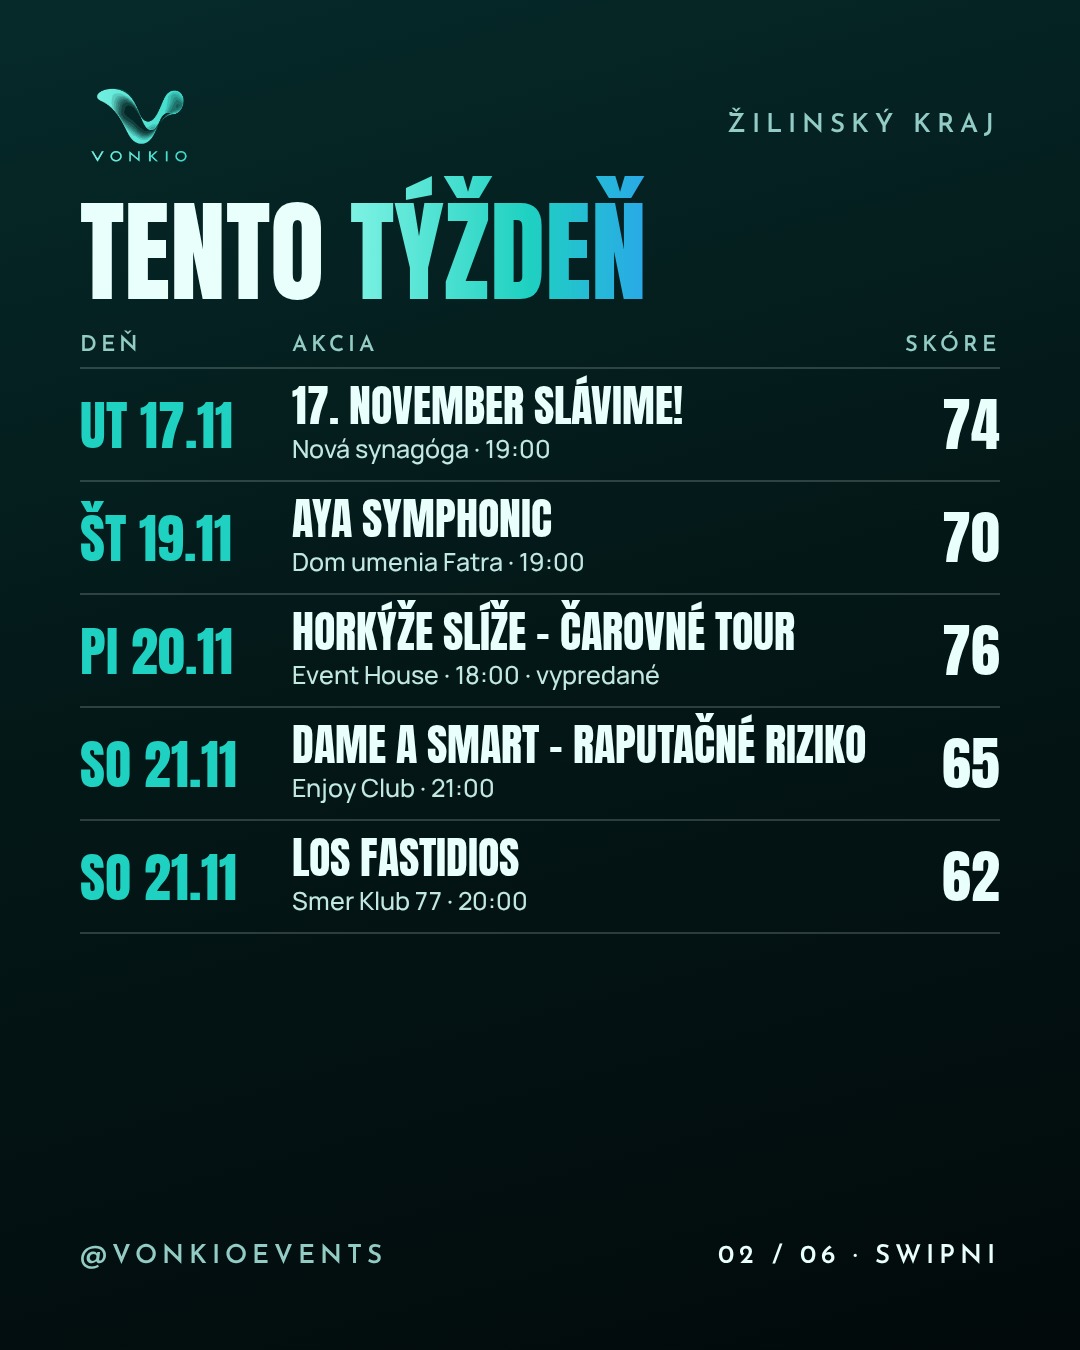 VONKIO
ŽILINSKÝ KRAJ
TENTO TÝŽDEŇ
DEŇ AKCIA SKÓRE
UT 17.11 17. NOVEMBER SLÁVIME! 74
Nová synagóga · 19:00
ŠT 19.11 AYA SYMPHONIC 70
Dom umenia Fatra · 19:00
PI 20.11 HORKÝŽE SLÍŽE - ČAROVNÉ TOUR 76
Event House · 18:00 · vypredané
SO 21.11 DAME A SMART - RAPUTAČNÉ RIZIKO 65
Enjoy Club · 21:00
SO 21.11 LOS FASTIDIOS 62
Smer Klub 77 · 20:00
@VONKIOEVENTS 02 / 06 · SWIPNI